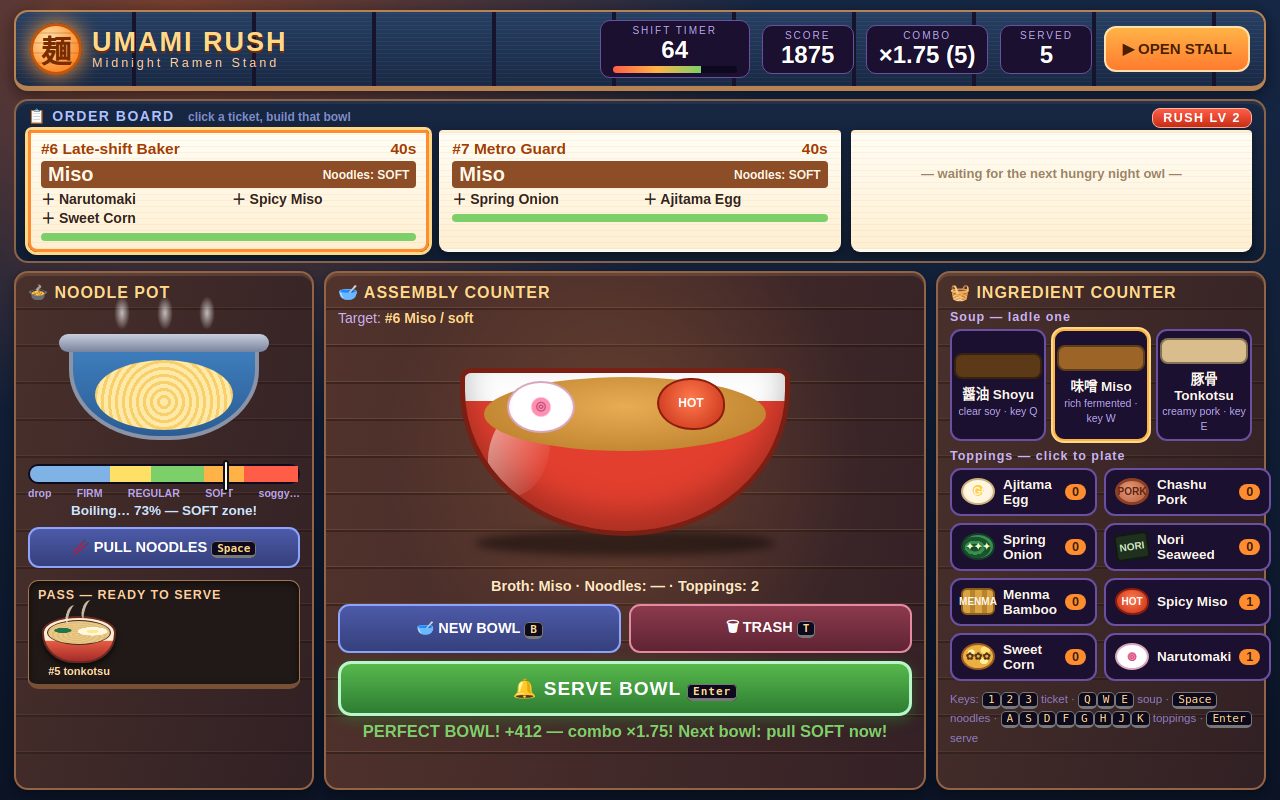 麺
UMAMI RUSH
Midnight Ramen Stand
SHIFT TIMER
64
SCORE
1875
COMBO
×1.75 (5)
SERVED
5
▶ OPEN STALL
📋 ORDER BOARD click a ticket, build that bowl
RUSH LV 2
#6 Late-shift Baker 40s
Miso Noodles: SOFT
＋ Narutomaki ＋ Spicy Miso
＋ Sweet Corn
#7 Metro Guard 40s
Miso Noodles: SOFT
＋ Spring Onion ＋ Ajitama Egg
— waiting for the next hungry night owl —
🍲 NOODLE POT
drop FIRM REGULAR SOFT soggy…
Boiling… 73% — SOFT zone!
🥢 PULL NOODLES Space
PASS — READY TO SERVE
#5 tonkotsu
🥣 ASSEMBLY COUNTER
Target: #6 Miso / soft
HOT
Broth: Miso · Noodles: — · Toppings: 2
🥣 NEW BOWL B
🗑 TRASH T
🔔 SERVE BOWL Enter
PERFECT BOWL! +412 — combo ×1.75! Next bowl: pull SOFT now!
🧺 INGREDIENT COUNTER
Soup — ladle one
醤油 Shoyu
clear soy · key Q
味噌 Miso
rich fermented ·
key W
豚骨
Tonkotsu
creamy pork · key
E
Toppings — click to plate
Ajitama
Egg
0
PORK
Chashu
Pork
0
Spring
Onion
0
NORI
Nori
Seaweed
0
MENMA
Menma
Bamboo
0
HOT
Spicy Miso
1
Sweet
Corn
0
Narutomaki
1
Keys: 1 2 3 ticket · Q W E soup · Space
noodles · A S D F G H J K toppings · Enter
serve